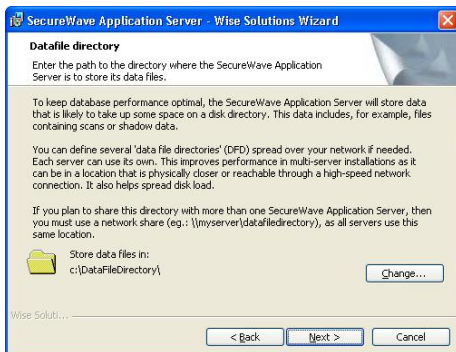 SecureWave Application Server - Wise Solutions Wizard
Datafile directory
Enter the path to the directory where the SecureWave Application
Server is to store its data files.
To keep database performance optimal, the SecureWave Application Server will store data
that is likely to take up some space on a disk directory. This data includes, for example, files
containing scans or shadow data.
You can define several 'data file directories' (DFD) spread over your network if needed.
Each server can use its own. This improves performance in multi-server installations as it
can be in a location that is physically closer or reachable through a high-speed network
connection. It also helps spread disk load.
If you plan to share this directory with more than one SecureWave Application Server, then
you must use a network share (eg.: \\myserver\datafiledirectory), as all servers use this
same location.
Store data files in:
c:\DataFileDirectory\
Change...
Wise Soluti...
< Back
Next >
Cancel